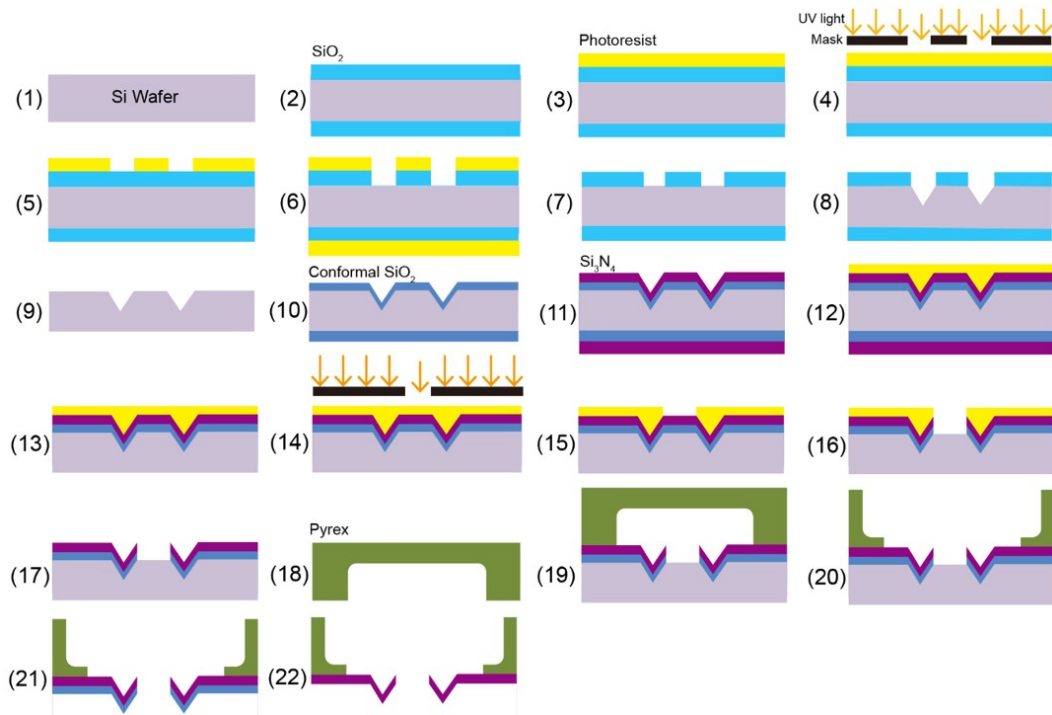 (1)
Si Wafer
(2)
SiO₂
(3)
Photoresist
(4)
UV light
Mask
(5)
(6)
(7)
(8)
(9)
(10)
Conformal SiO₂
(11)
Si₃N₄
(12)
(13)
(14)
(15)
(16)
(17)
(18)
Pyrex
(19)
(20)
(21)
(22)